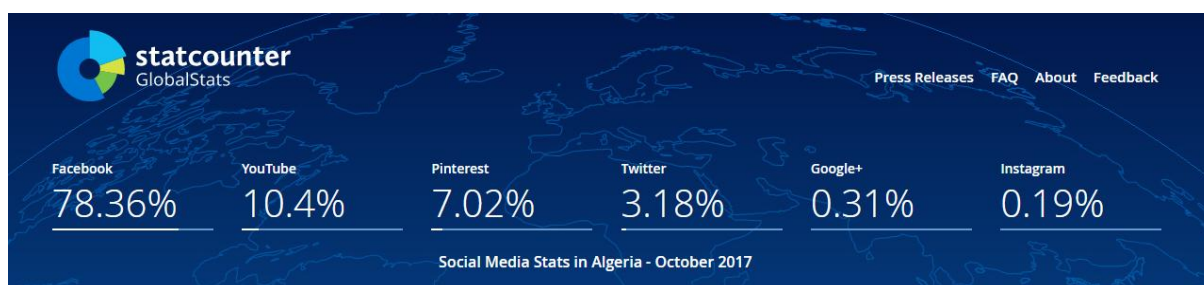 statcounter
GlobalStats
Press Releases FAQ About Feedback
Facebook YouTube Pinterest Twitter Google+ Instagram
78.36% 10.4% 7.02% 3.18% 0.31% 0.19%
Social Media Stats in Algeria - October 2017